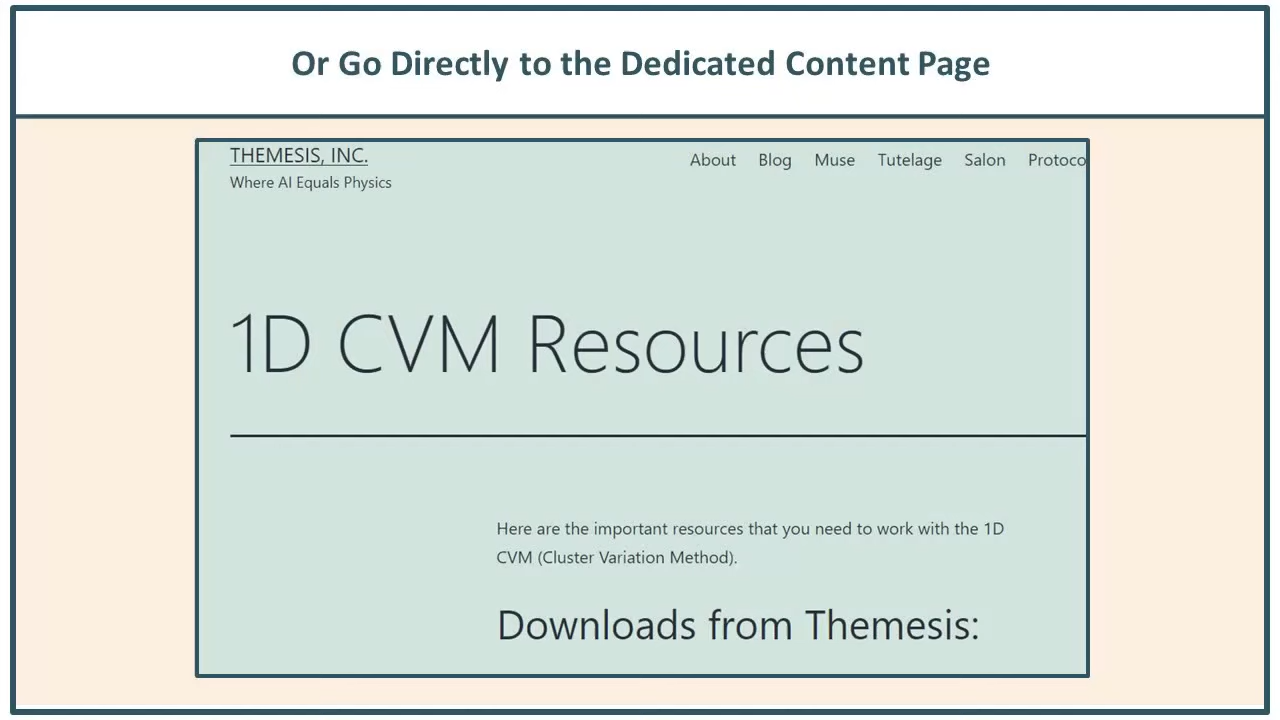 Or Go Directly to the Dedicated Content Page
THEMESIS, INC.
Where AI Equals Physics
About Blog Muse Tutelage Salon Protoco
1D CVM Resources
Here are the important resources that you need to work with the 1D
CVM (Cluster Variation Method).
Downloads from Themesis: